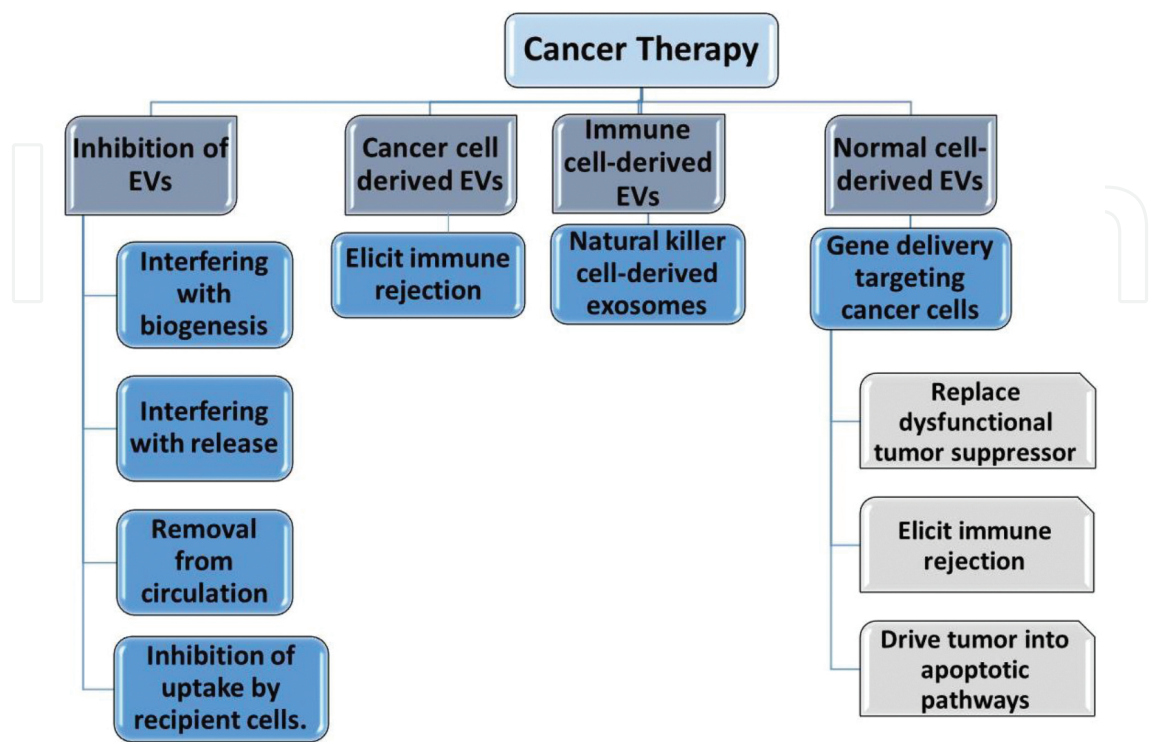 Cancer Therapy
Inhibition of
EVs
Cancer cell
derived EVs
Immune
cell-derived
EVs
Normal cell-
derived EVs
Interfering
with
biogenesis
Interfering
with release
Removal
from
circulation
Inhibition of
uptake by
recipient cells.
Elicit immune
rejection
Natural killer
cell-derived
exosomes
Gene delivery
targeting
cancer cells
Replace
dysfunctional
tumor suppressor
Elicit immune
rejection
Drive tumor into
apoptotic
pathways